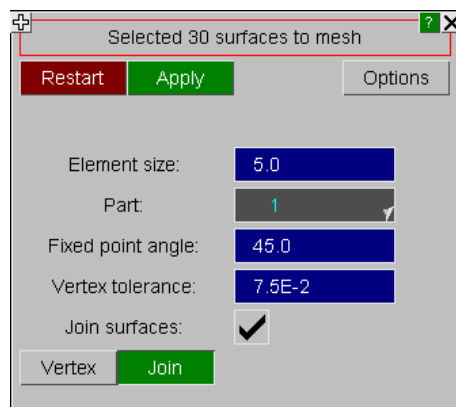 ?
Selected 30 surfaces to mesh
Restart Apply Options
Element size: 5.0
Part: 1
Fixed point angle: 45.0
Vertex tolerance: 7.5E-2
Join surfaces:
Vertex Join